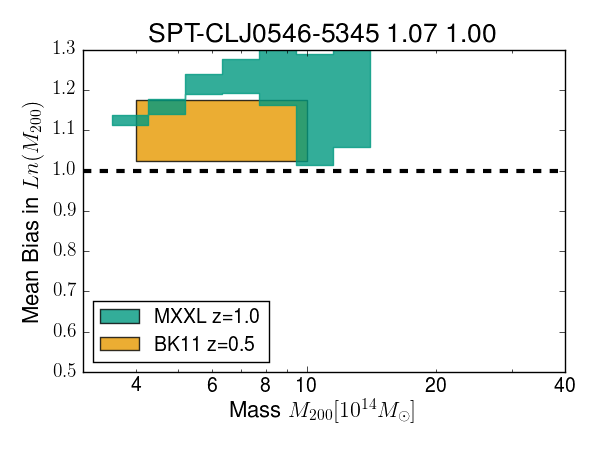 SPT-CLJ0546-5345 1.07 1.00
1.3
1.2
1.1
1.0
0.9
0.8
0.7
0.6
0.5
Mean Bias in Ln(M200)
MXXL z=1.0
BK11 z=0.5
4 6 8 10 20 40
Mass M200[10^14M⊙]